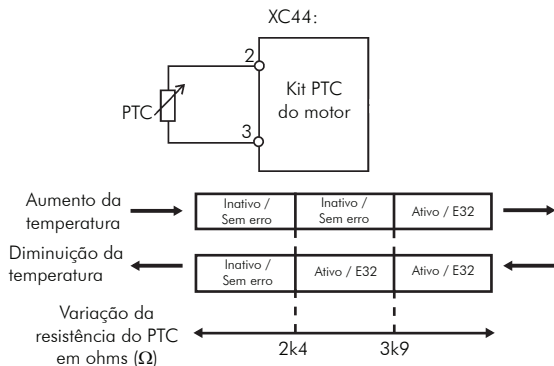 XC44:
2
Kit PTC
do motor
PTC
3
Aumento da
temperatura
Inativo /
Sem erro
Inativo /
Sem erro
Ativo / E32
Diminuição da
temperatura
Inativo /
Sem erro
Ativo / E32
Ativo / E32
Variação da
resistência do PTC
em ohms (Ω)
2k4
3k9